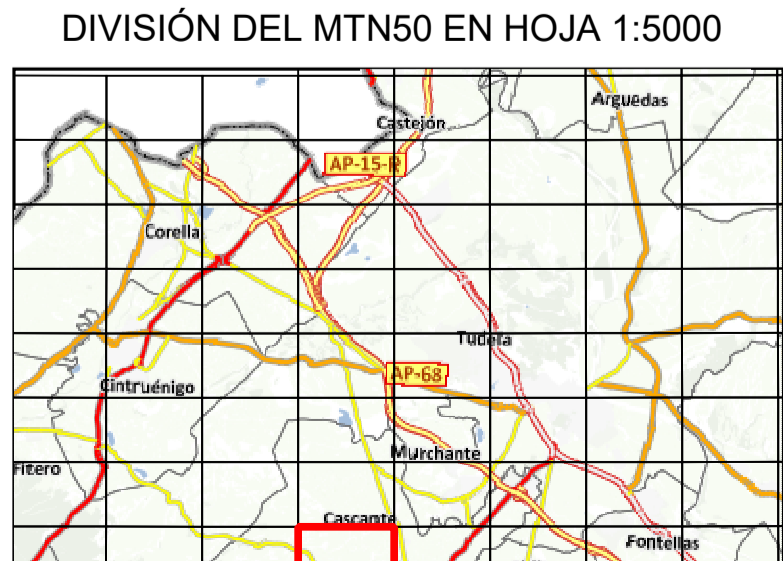 DIVISIÓN DEL MTN50 EN HOJA 1:5000
Arguedas
Castejón
AP-15-R
Corella
Tudela
AP-68
Cintruénigo
Murchante
Fitero
Cascante
Fontellas